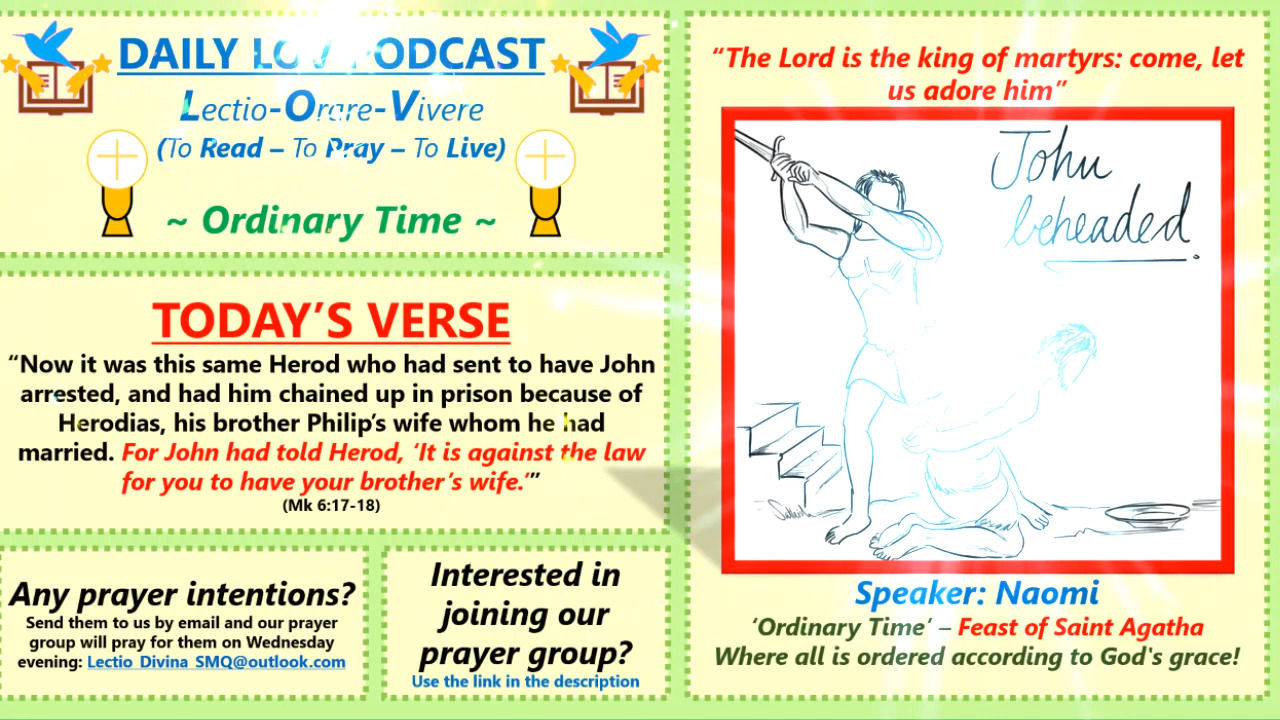 DAILY LOV PODCAST
Lectio-Orare-Vivere
(To Read – To Pray – To Live)
~ Ordinary Time ~
TODAY’S VERSE
“Now it was this same Herod who had sent to have John
arrested, and had him chained up in prison because of
Herodias, his brother Philip’s wife whom he had
married. For John had told Herod, ‘It is against the law
for you to have your brother’s wife.’”
(Mk 6:17-18)
Any prayer intentions?
Send them to us by email and our prayer
group will pray for them on Wednesday
evening: Lectio_Divina_SMQ@outlook.com
Interested in
joining our
prayer group?
Use the link in the description
“The Lord is the king of martyrs: come, let
us adore him”
John
beheaded.
Speaker: Naomi
‘Ordinary Time’ – Feast of Saint Agatha
Where all is ordered according to God's grace!